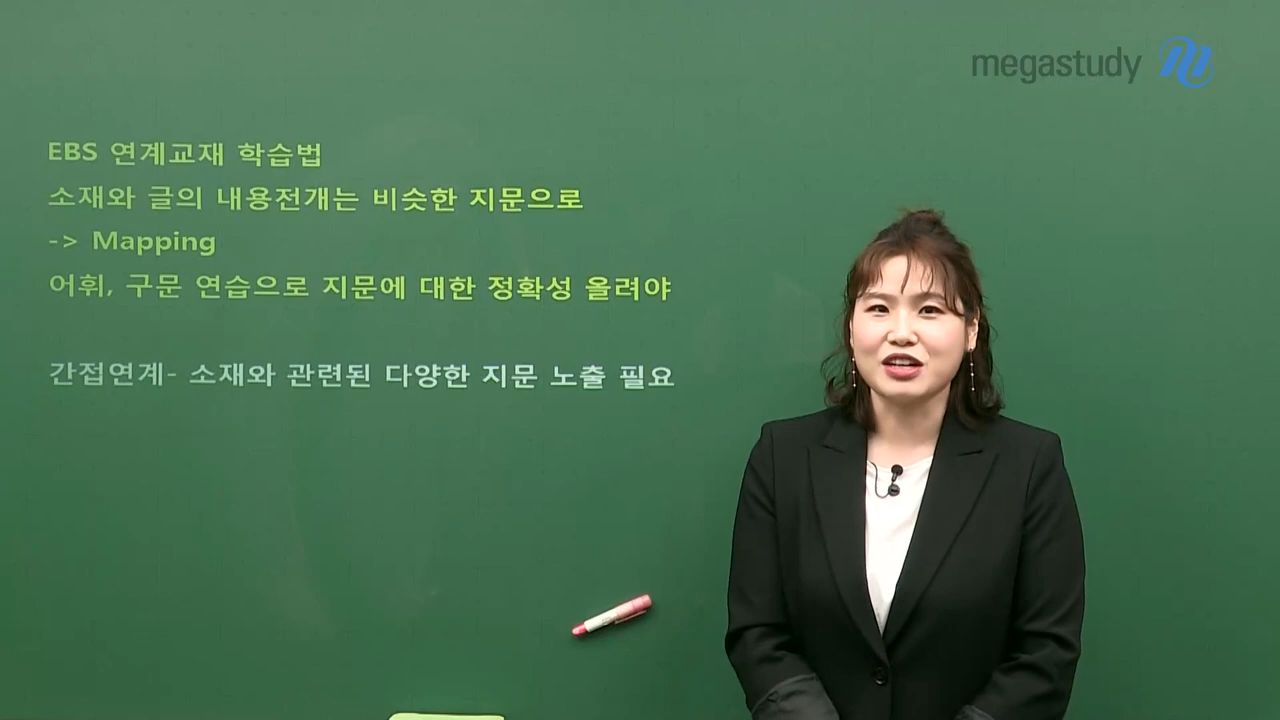 megastudy
EBS 연계교재 학습법
소재와 글의 내용전개는 비슷한 지문으로
-> Mapping
어휘, 구문 연습으로 지문에 대한 정확성 올려야
간접연계- 소재와 관련된 다양한 지문 노출 필요